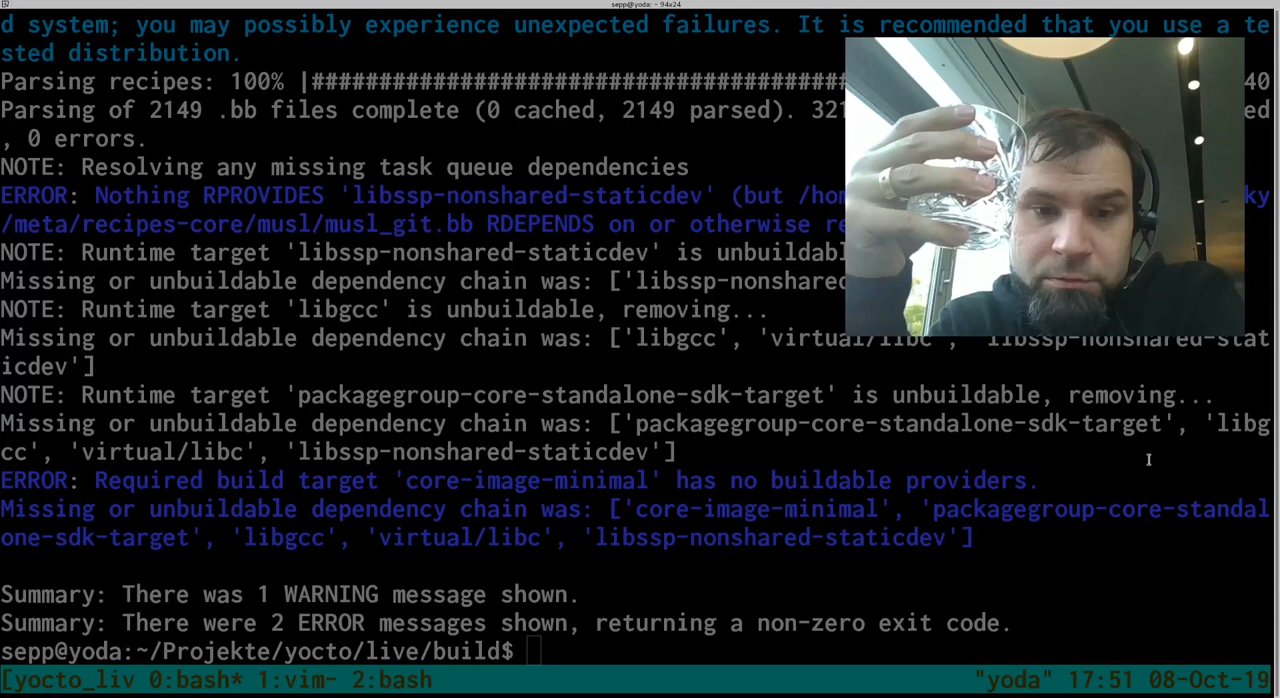 sepp@yoda: ~ 94x24
d system; you may possibly experience unexpected failures. It is recommended that you use a te
sted distribution.
Parsing recipes: 100% |######################################## 40
Parsing of 2149 .bb files complete (0 cached, 2149 parsed). 321 ed
, 0 errors.
NOTE: Resolving any missing task queue dependencies
ERROR: Nothing RPROVIDES 'libssp-nonshared-staticdev' (but /hom ky
/meta/recipes-core/musl/musl_git.bb RDEPENDS on or otherwise re
NOTE: Runtime target 'libssp-nonshared-staticdev' is unbuildabl
Missing or unbuildable dependency chain was: ['libssp-nonshared
NOTE: Runtime target 'libgcc' is unbuildable, removing...
Missing or unbuildable dependency chain was: ['libgcc', 'virtual/libc', 'libssp-nonshared-stat
icdev']
NOTE: Runtime target 'packagegroup-core-standalone-sdk-target' is unbuildable, removing...
Missing or unbuildable dependency chain was: ['packagegroup-core-standalone-sdk-target', 'libg
cc', 'virtual/libc', 'libssp-nonshared-staticdev']
ERROR: Required build target 'core-image-minimal' has no buildable providers.
Missing or unbuildable dependency chain was: ['core-image-minimal', 'packagegroup-core-standal
one-sdk-target', 'libgcc', 'virtual/libc', 'libssp-nonshared-staticdev']
Summary: There was 1 WARNING message shown.
Summary: There were 2 ERROR messages shown, returning a non-zero exit code.
sepp@yoda:~/Projekte/yocto/live/build$
[yocto_liv 0:bash* 1:vim- 2:bash "yoda" 17:51 08-Oct-19